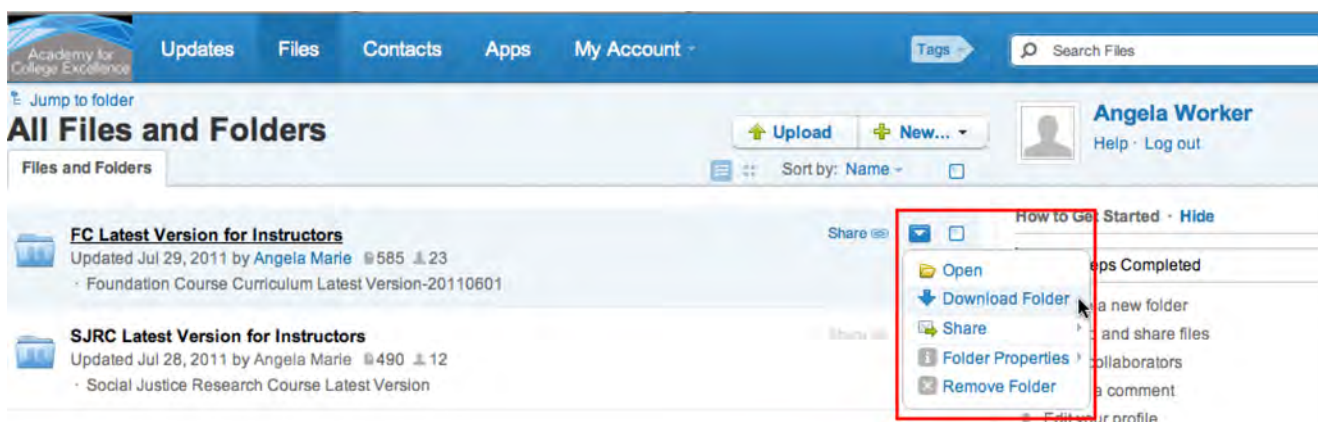 Academy for
College Excellence
Updates Files Contacts Apps My Account
Tags
Search Files
Jump to folder
All Files and Folders
Upload New...
Angela Worker
Help · Log out
Files and Folders
Sort by: Name
How to Get Started · Hide
FC Latest Version for Instructors
Updated Jul 29, 2011 by Angela Marie 585 23
· Foundation Course Curriculum Latest Version-20110601
Share
Open
Download Folder
Share
Folder Properties
Remove Folder
Completed
a new folder
and share files
a comment
Edit your profile
SJRC Latest Version for Instructors
Updated Jul 28, 2011 by Angela Marie 490 12
· Social Justice Research Course Latest Version